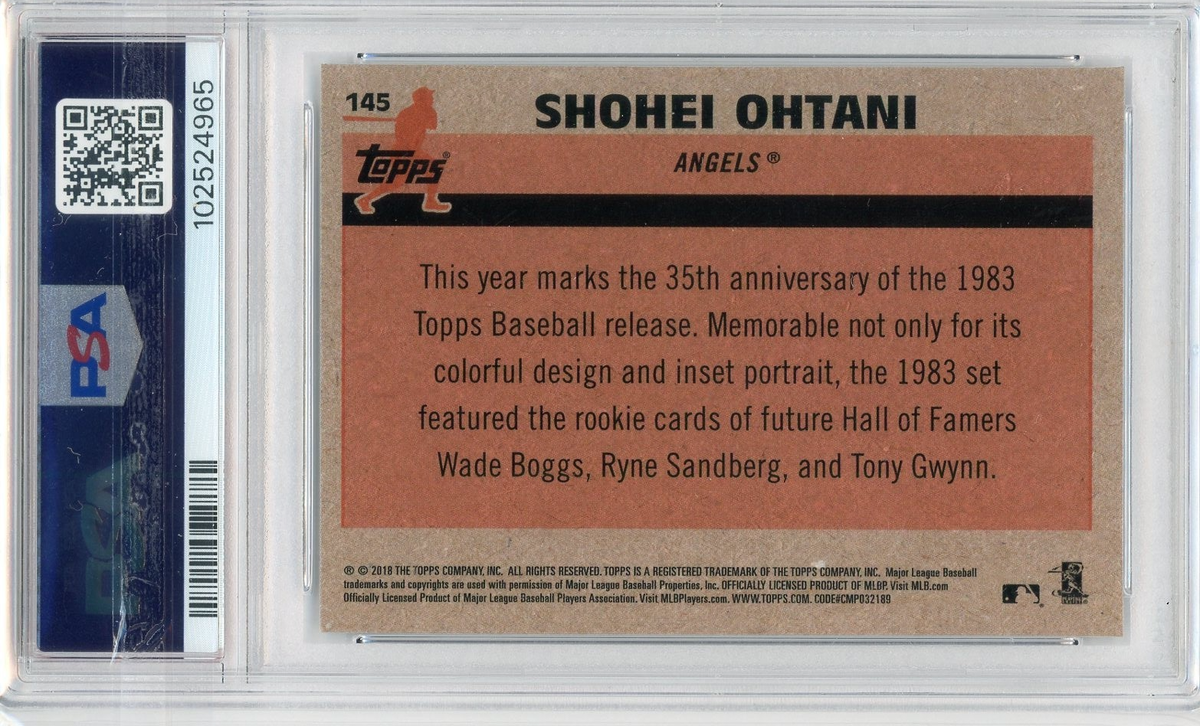 102524965
PSA
145
SHOHEI OHTANI
Topps®
ANGELS®
This year marks the 35th anniversary of the 1983
Topps Baseball release. Memorable not only for its
colorful design and inset portrait, the 1983 set
featured the rookie cards of future Hall of Famers
Wade Boggs, Ryne Sandberg, and Tony Gwynn.
® © 2018 THE TOPPS COMPANY, INC. ALL RIGHTS RESERVED. TOPPS IS A REGISTERED TRADEMARK OF THE TOPPS COMPANY, INC. Major League Baseball
trademarks and copyrights are used with permission of Major League Baseball Properties, Inc. OFFICIALLY LICENSED PRODUCT OF MLBP. Visit MLB.com
Officially Licensed Product of Major League Baseball Players Association. Visit MLBPlayers.com. WWW.TOPPS.COM. CODE#CMP032189